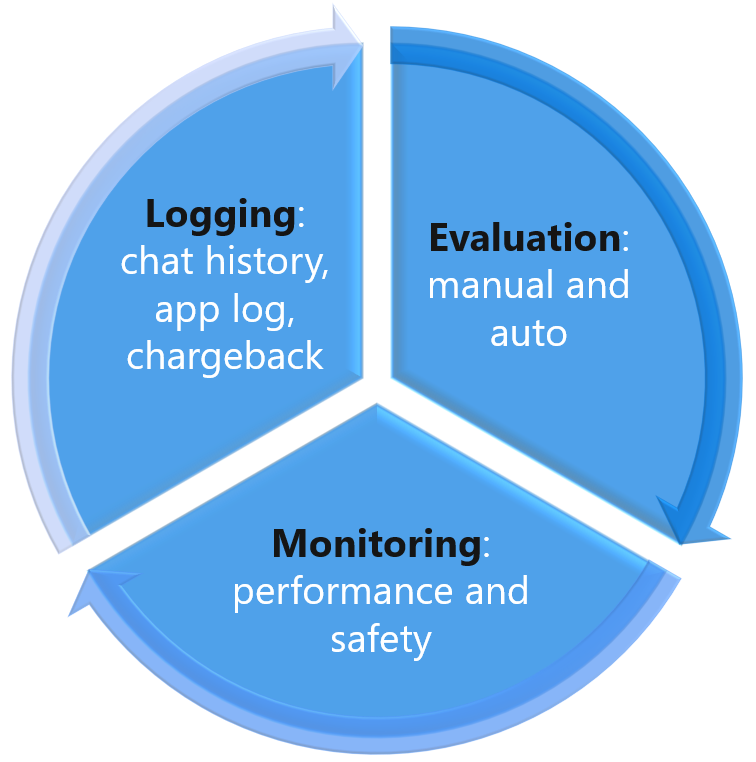 Logging:
chat history,
app log,
chargeback
Evaluation:
manual and
auto
Monitoring:
performance and
safety